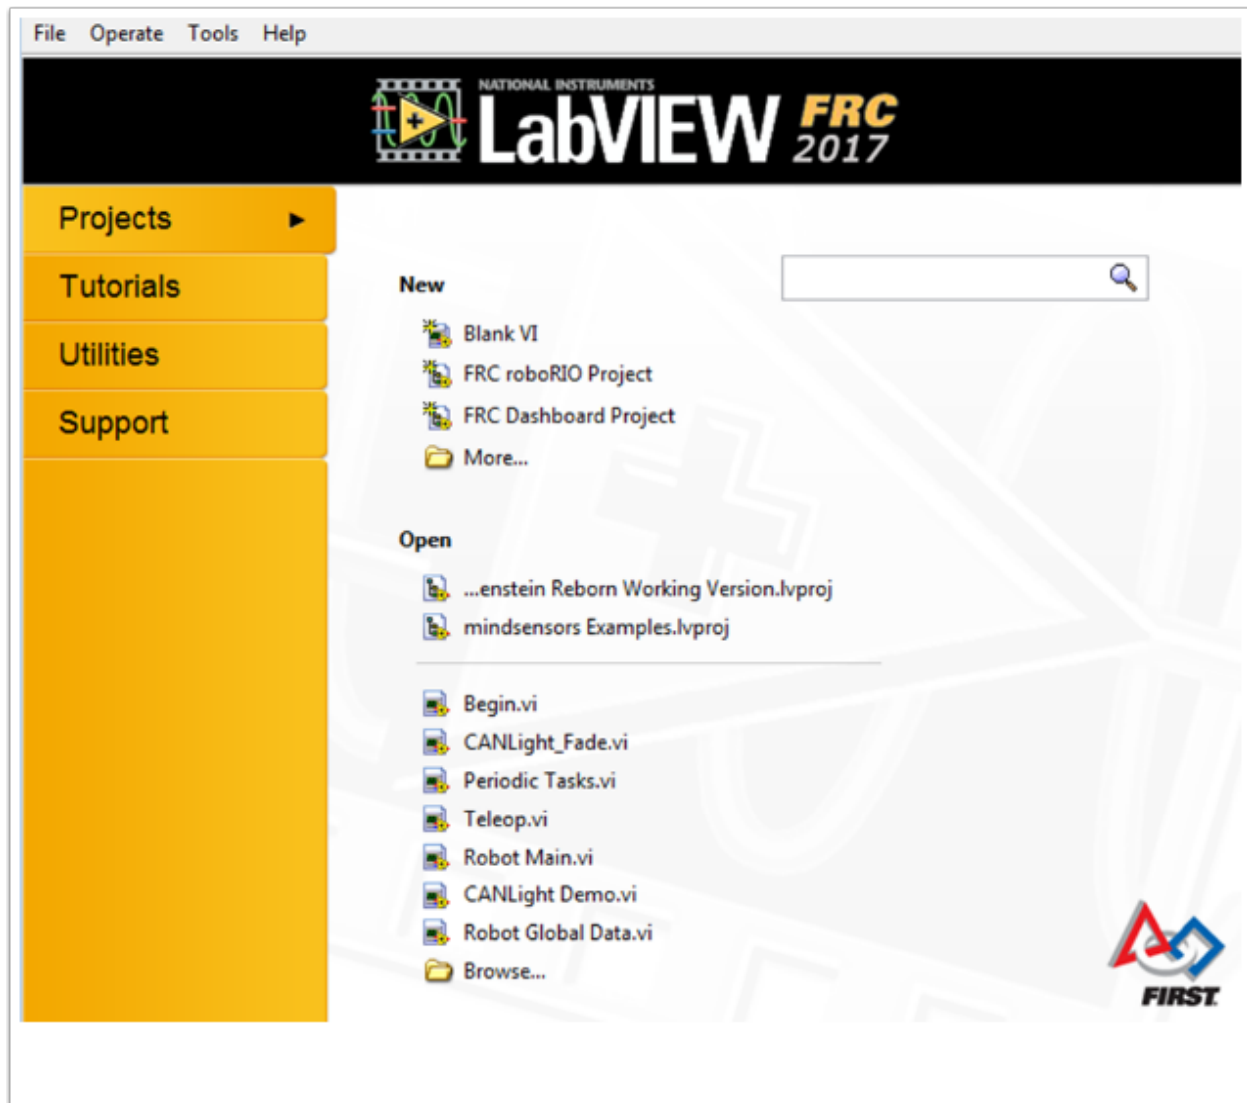 File Operate Tools Help
NATIONAL INSTRUMENTS
LabVIEW FRC 2017
Projects
Tutorials
Utilities
Support
New
Blank VI
FRC roboRIO Project
FRC Dashboard Project
More...
Open
...enstein Reborn Working Version.lvproj
mindsensors Examples.lvproj
Begin.vi
CANLight_Fade.vi
Periodic Tasks.vi
Teleop.vi
Robot Main.vi
CANLight Demo.vi
Robot Global Data.vi
Browse...
FIRST